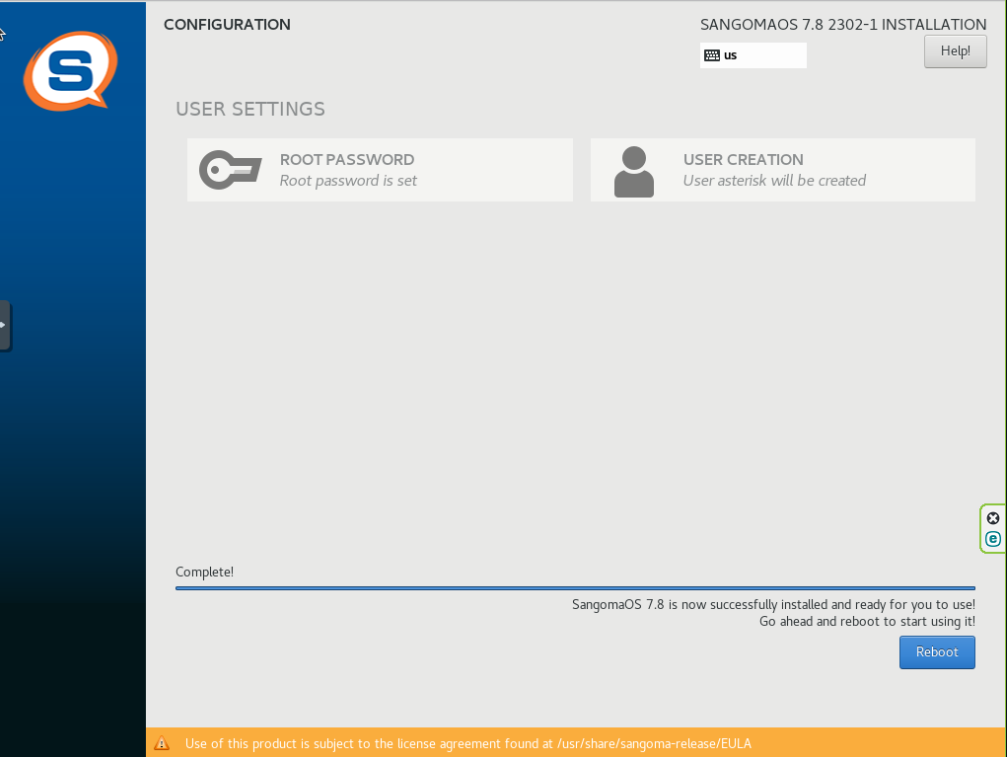 CONFIGURATION
SANGOMAOS 7.8 2302-1 INSTALLATION
us
Help!
USER SETTINGS
ROOT PASSWORD
Root password is set
USER CREATION
User asterisk will be created
S
e
Complete!
SangomaOS 7.8 is now successfully installed and ready for you to use!
Go ahead and reboot to start using it!
Reboot
Use of this product is subject to the license agreement found at /usr/share/sangoma-release/EULA